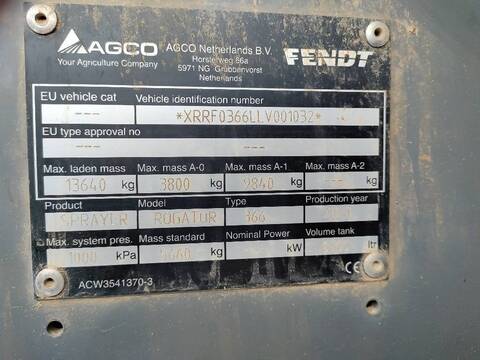 AGCO AGCO Netherlands B.V. FENDT
Your Agriculture Company Horsterweg 66a
5971 NG Grubbenvorst
Netherlands
EU vehicle cat Vehicle identification number
---- *XRRF0366LLV001032*
EU type approval no ---
--- ---
Max. laden mass Max. mass A-0 Max. mass A-1 Max. mass A-2
13640 kg 3800 kg 9840 kg -- kg
Product Model Type Production year
SPRAYER ROGATOR 366
Max. system pres. Mass standard Nominal Power Volume tank
1000 kPa kg kW ltr
ACW3541370-3 CE